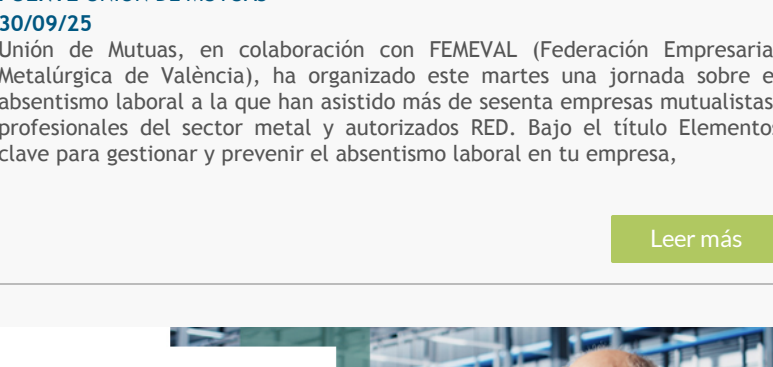 30/09/25
Unión de Mutuas, en colaboración con FEMEVAL (Federación Empresaria
Metalúrgica de València), ha organizado este martes una jornada sobre e
absentismo laboral a la que han asistido más de sesenta empresas mutualistas
profesionales del sector metal y autorizados RED. Bajo el título Elementos
clave para gestionar y prevenir el absentismo laboral en tu empresa,
Leer más